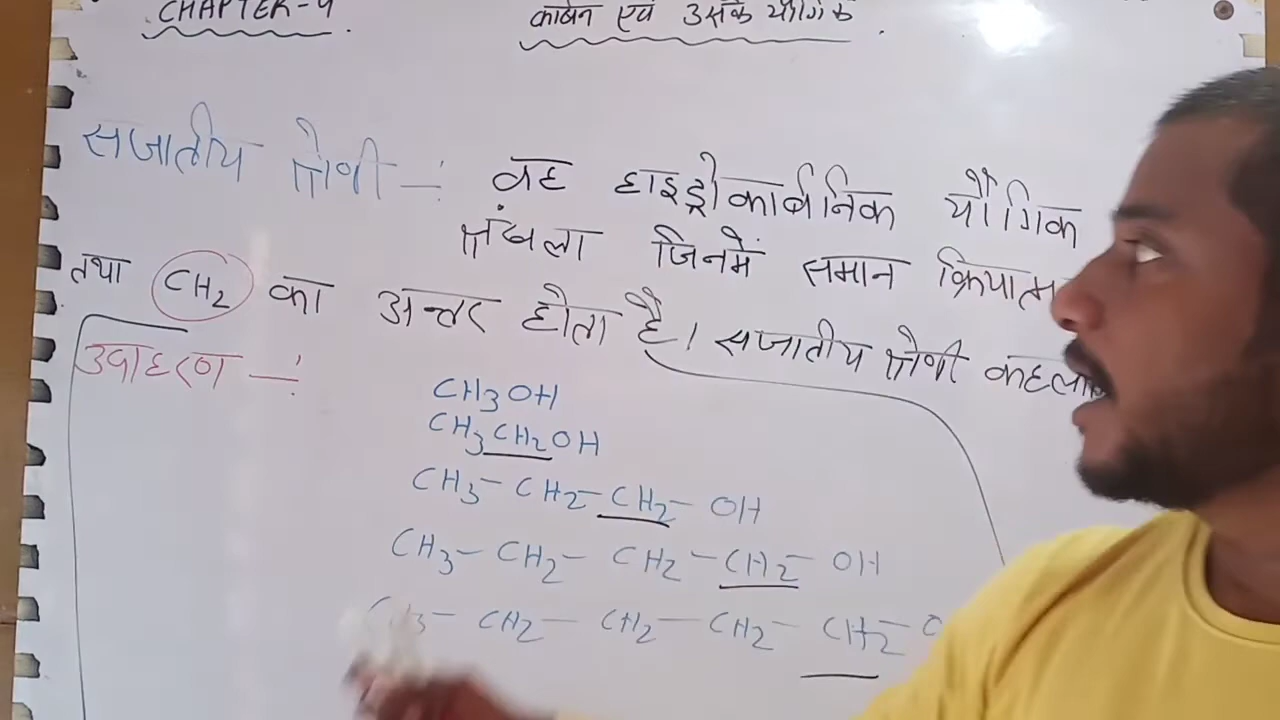 CHAPTER-4. कार्बन एवं उसके यौगिक.
सजातीय श्रेणी -: वह हाइड्रोकार्बनिक यौगिक
श्रंखला जिनमें समान
तथा CH2 का अन्तर होता है। सजातीय श्रेणी
उदाहरण -:
CH3OH
CH3CH2OH
CH3-CH2-CH2-OH
CH3-CH2-CH2-CH2-OH
CH3-CH2-CH2-CH2-CH2-